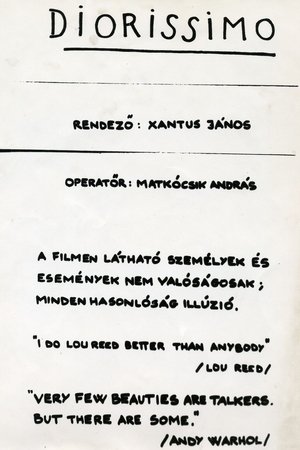 DIORISSIMO
RENDEZŐ: XANTUS JÁNOS
OPERATŐR: MATKÓCSIK ANDRÁS
A FILMEN LÁTHATÓ SZEMÉLYEK ÉS
ESEMÉNYEK NEM VALÓSÁGOSAK;
MINDEN HASONLÓSÁG ILLÚZIÓ.
"I DO LOU REED BETTER THAN ANYBODY"
/LOU REED/
"VERY FEW BEAUTIES ARE TALKERS.
BUT THERE ARE SOME."
/ANDY WARHOL/